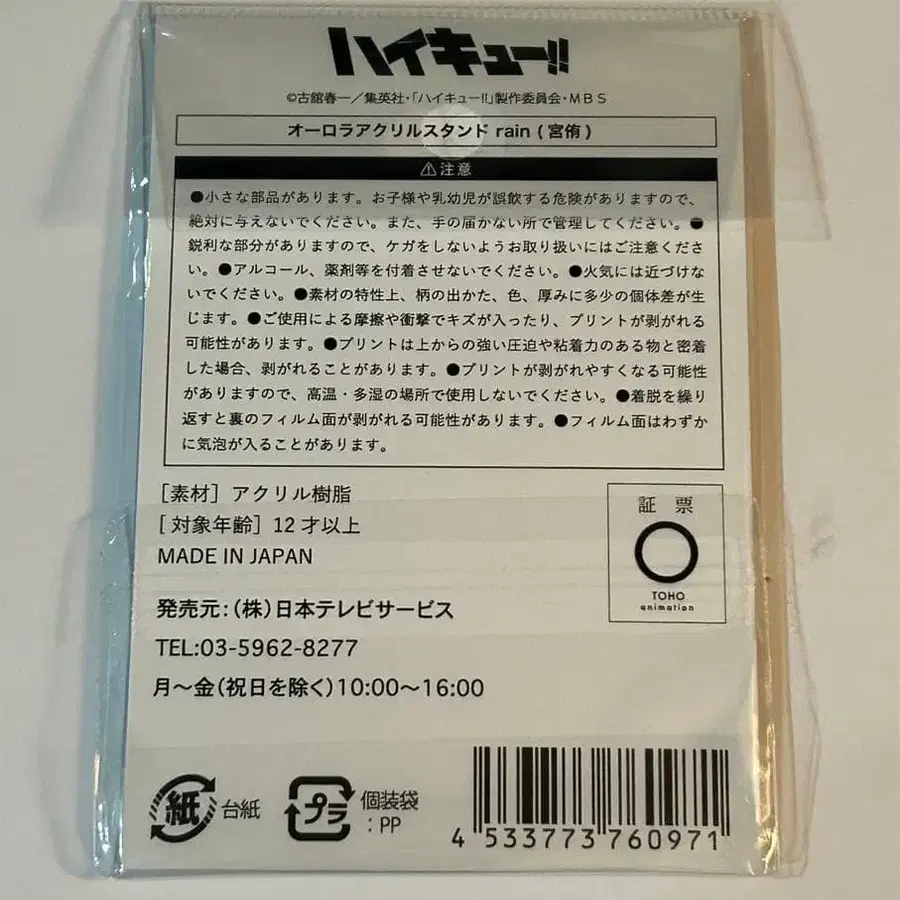 ハイキュー!!
©古舘春一／集英社・「ハイキュー!!」製作委員会・MBS
オーロラアクリルスタンド rain (宮侑)
⚠注意
●小さな部品があります。お子様や乳幼児が誤飲する危険がありますので、
絶対に与えないでください。また、手の届かない所で管理してください。●
鋭利な部分がありますので、ケガをしないようお取り扱いにはご注意くださ
い。●アルコール、薬剤等を付着させないでください。●火気には近づけな
いでください。●素材の特性上、柄の出かた、色、厚みに多少の個体差が生
じます。●ご使用による摩擦や衝撃でキズが入ったり、プリントが剥がれる
可能性があります。●プリントは上からの強い圧迫や粘着力のある物と密着
した場合、剥がれることがあります。●プリントが剥がれやすくなる可能性
がありますので、高温・多湿の場所で使用しないでください。●着脱を繰り
返すと裏のフィルム面が剥がれる可能性があります。●フィルム面はわずか
に気泡が入ることがあります。
［素材］アクリル樹脂
［対象年齢］12才以上
MADE IN JAPAN
証 票
TOHO
animation
発売元：(株)日本テレビサービス
TEL:03-5962-8277
月～金(祝日を除く)10:00～16:00
紙 台紙
プラ 個装袋
：PP
4 533773 760971